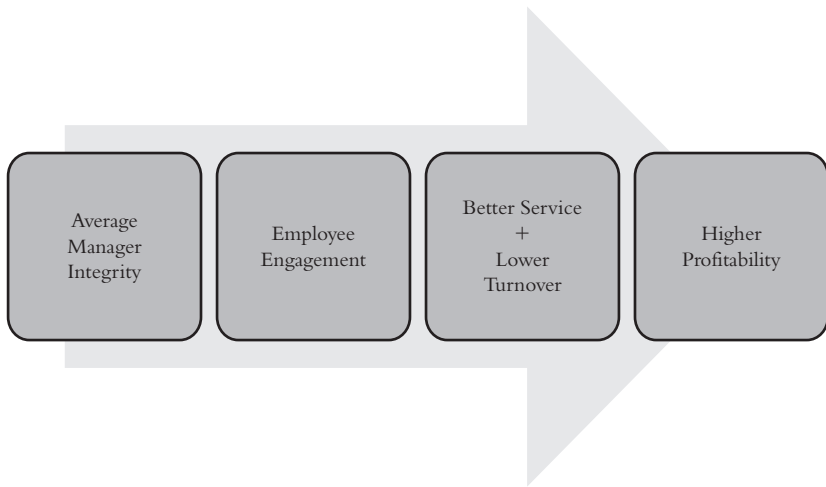 Average
Manager
Integrity
Employee
Engagement
Better Service
+
Lower
Turnover
Higher
Profitability